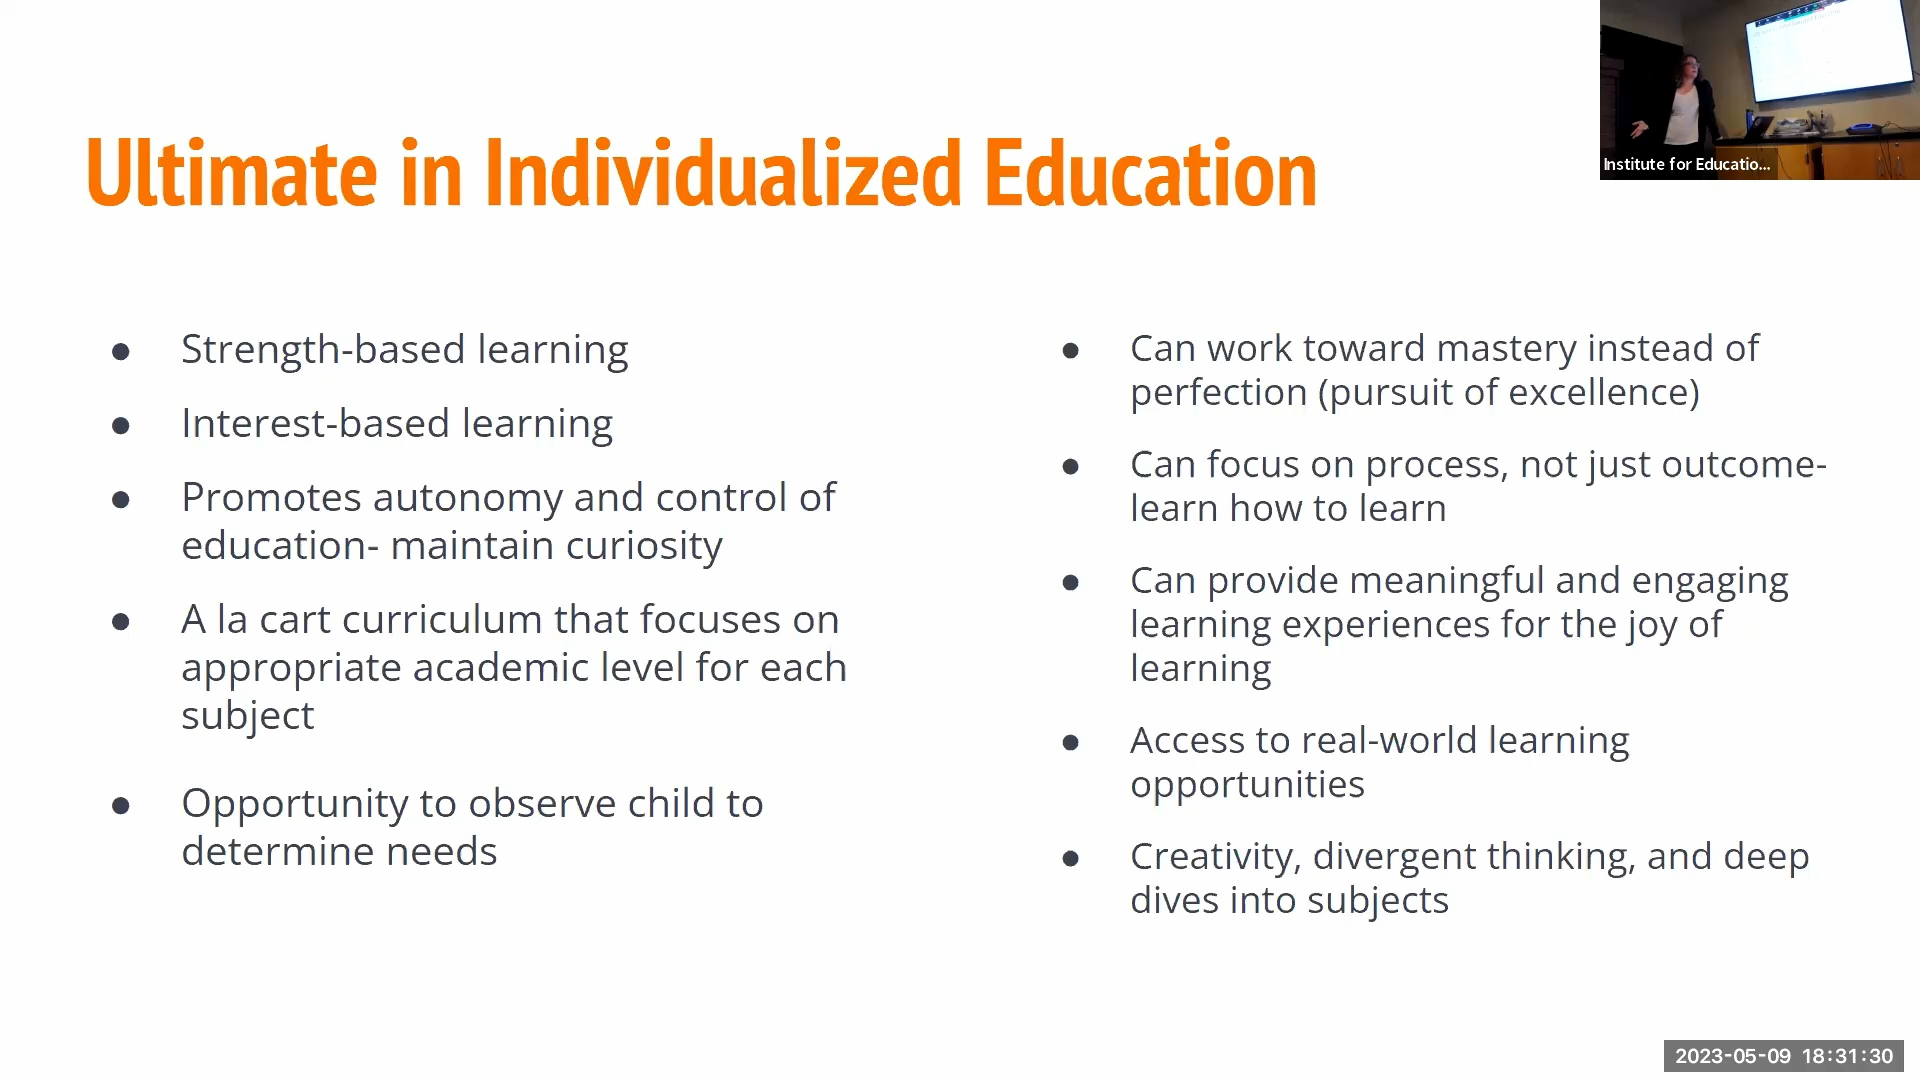 Ultimate in Individualized Education
● Strength-based learning
● Interest-based learning
● Promotes autonomy and control of
education- maintain curiosity
● A la cart curriculum that focuses on
appropriate academic level for each
subject
● Opportunity to observe child to
determine needs
● Can work toward mastery instead of
perfection (pursuit of excellence)
● Can focus on process, not just outcome-
learn how to learn
● Can provide meaningful and engaging
learning experiences for the joy of
learning
● Access to real-world learning
opportunities
● Creativity, divergent thinking, and deep
dives into subjects
Institute for Educatio...
2023-05-09 18:31:30